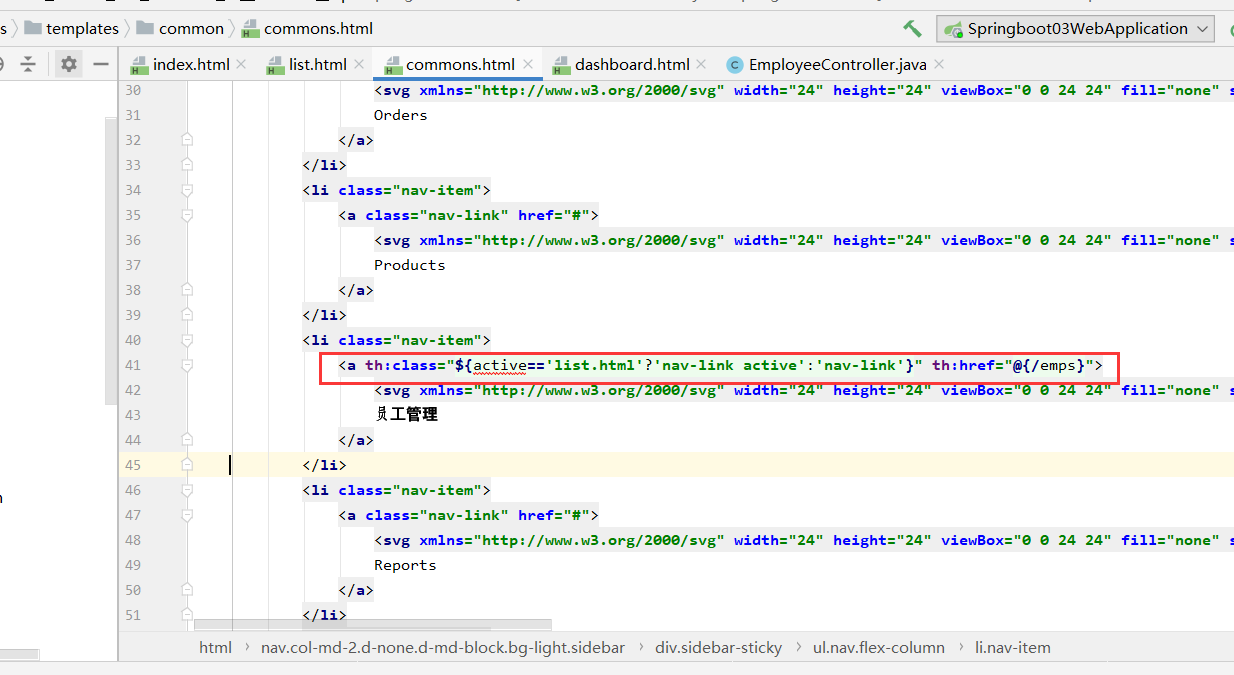 s templates common commons.html Springboot03WebApplication
index.html list.html commons.html dashboard.html EmployeeController.java
30 <svg xmlns="http://www.w3.org/2000/svg" width="24" height="24" viewBox="0 0 24 24" fill="none" s
31 Orders
32 </a>
33 </li>
34 <li class="nav-item">
35 <a class="nav-link" href="#">
36 <svg xmlns="http://www.w3.org/2000/svg" width="24" height="24" viewBox="0 0 24 24" fill="none" s
37 Products
38 </a>
39 </li>
40 <li class="nav-item">
41 <a th:class="${active=='list.html'?'nav-link active':'nav-link'}" th:href="@{/emps}">
42 <svg xmlns="http://www.w3.org/2000/svg" width="24" height="24" viewBox="0 0 24 24" fill="none" s
43 员工管理
44 </a>
45 </li>
46 <li class="nav-item">
47 <a class="nav-link" href="#">
48 <svg xmlns="http://www.w3.org/2000/svg" width="24" height="24" viewBox="0 0 24 24" fill="none" s
49 Reports
50 </a>
51 </li>
html nav.col-md-2.d-none.d-md-block.bg-light.sidebar div.sidebar-sticky ul.nav.flex-column li.nav-item